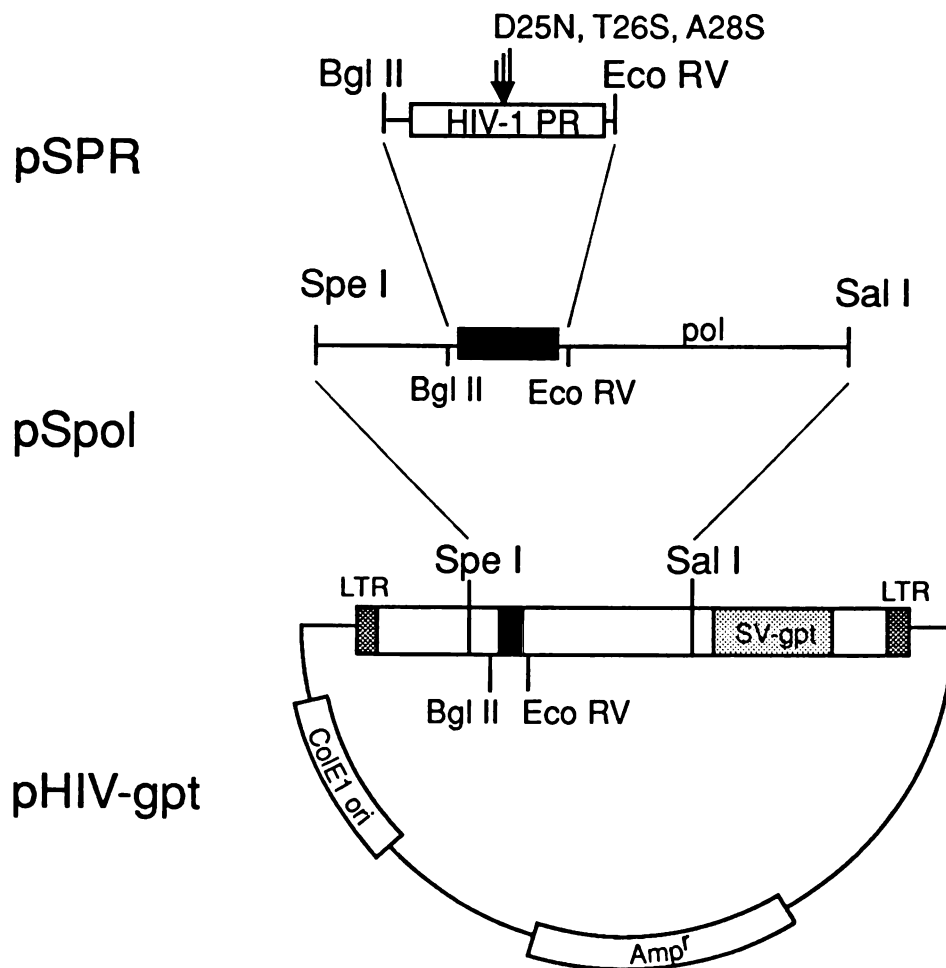 D25N, T26S, A28S
Bgl II
Eco RV
HIV-1 PR
pSPR
Spe I
Sal I
pol
Bgl II
Eco RV
pSpol
Spe I
Sal I
LTR
LTR
SV-gpt
Bgl II
Eco RV
ColE1 ori
pHIV-gpt
Ampʳ